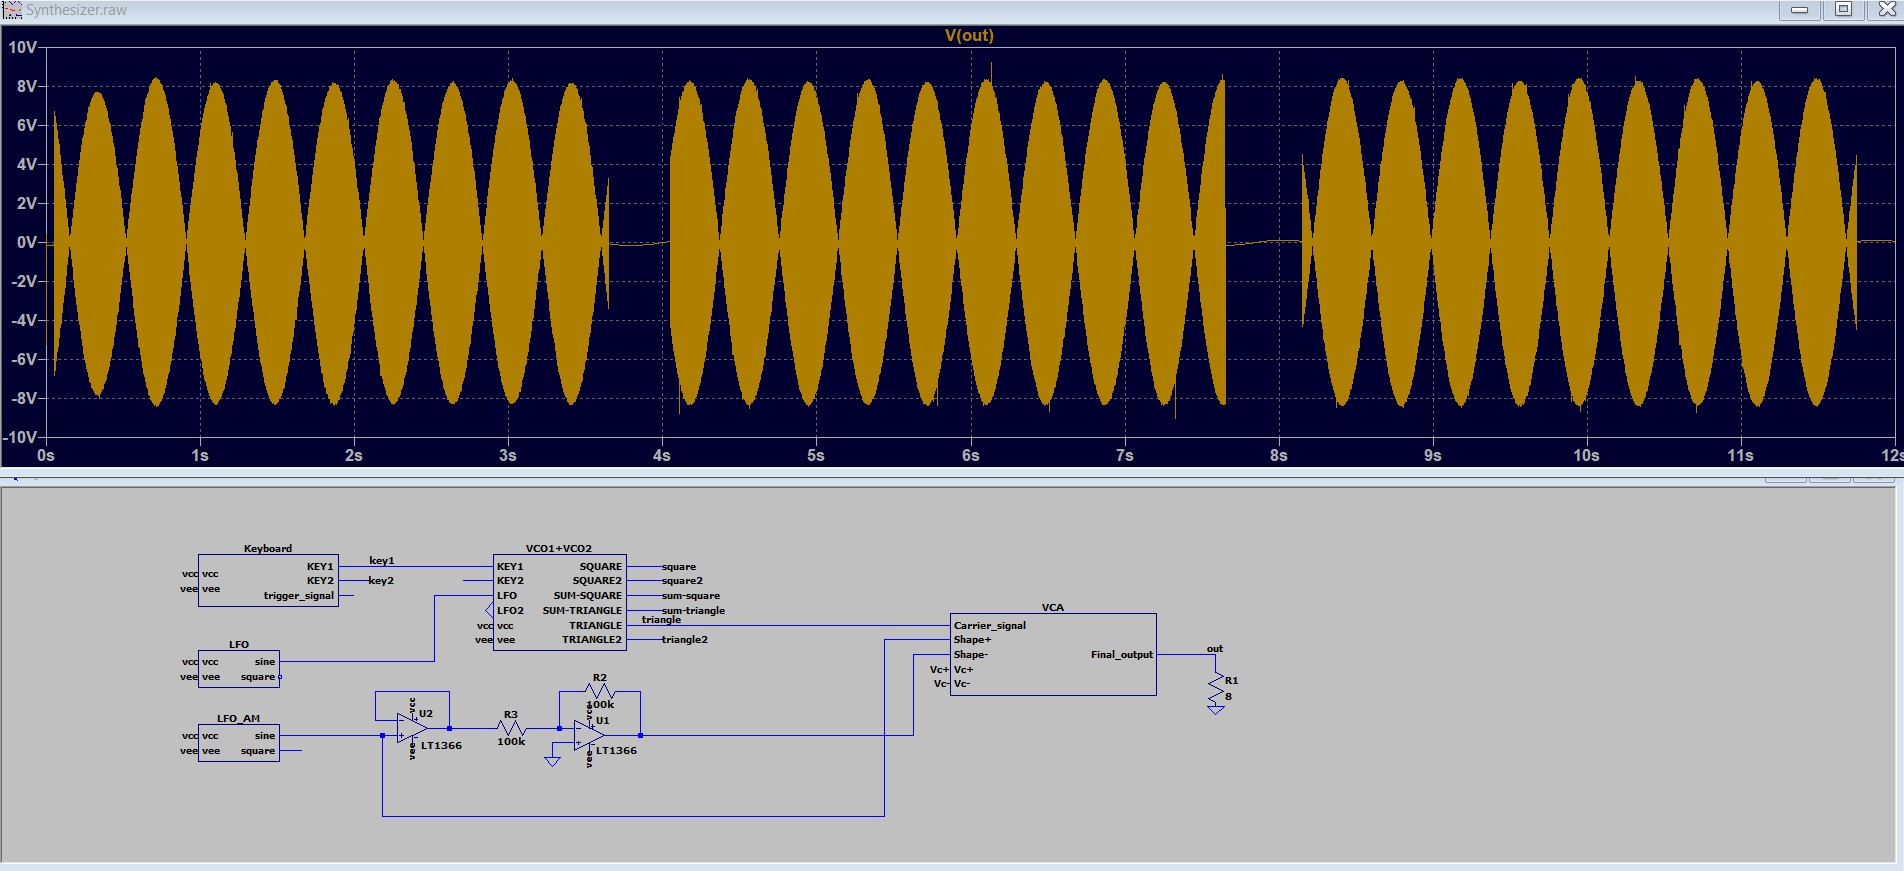 Synthesizer.raw
V(out)
10V
8V
6V
4V
2V
0V
-2V
-4V
-6V
-8V
-10V
0s 1s 2s 3s 4s 5s 6s 7s 8s 9s 10s 11s 12s
Keyboard
vcc vcc KEY1 key1
KEY2 key2
vee vee
trigger_signal
VCO1+VCO2
KEY1 SQUARE square
KEY2 SQUARE2 square2
LFO SUM-SQUARE sum-square
LFO2 SUM-TRIANGLE sum-triangle
triangle
vcc vcc TRIANGLE
vee vee TRIANGLE2 triangle2
LFO
vcc vcc sine
vee vee square
LFO_AM
vcc vcc sine
vee vee square
vcc
U2
LT1366
vee
R3
100k
R2
100k
vcc
U1
LT1366
vee
VCA
Carrier_signal
Shape+
Shape- Final_output
Vc+ Vc+
Vc- Vc-
out
R1
8